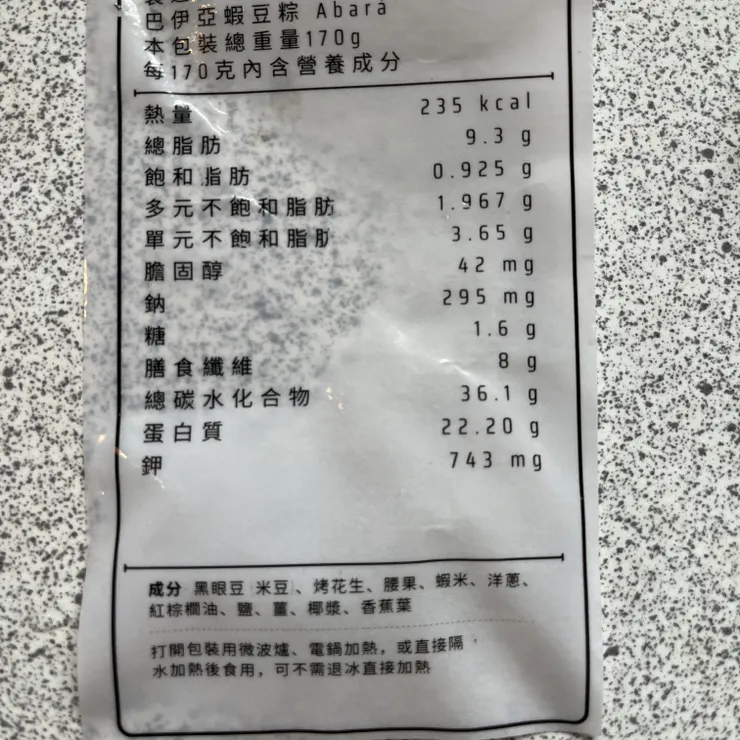 巴伊亞蝦豆粽 Abará
本包裝總重量170g
每170克內含營養成分
熱量 235 kcal
總脂肪 9.3 g
飽和脂肪 0.925 g
多元不飽和脂肪 1.967 g
單元不飽和脂肪 3.65 g
膽固醇 42 mg
鈉 295 mg
糖 1.6 g
膳食纖維 8 g
總碳水化合物 36.1 g
蛋白質 22.20 g
鉀 743 mg
成分 黑眼豆(米豆)、烤花生、腰果、蝦米、洋蔥、
紅棕櫚油、鹽、薑、椰漿、香蕉葉
打開包裝用微波爐、電鍋加熱，或直接隔
水加熱後食用，可不需退冰直接加熱